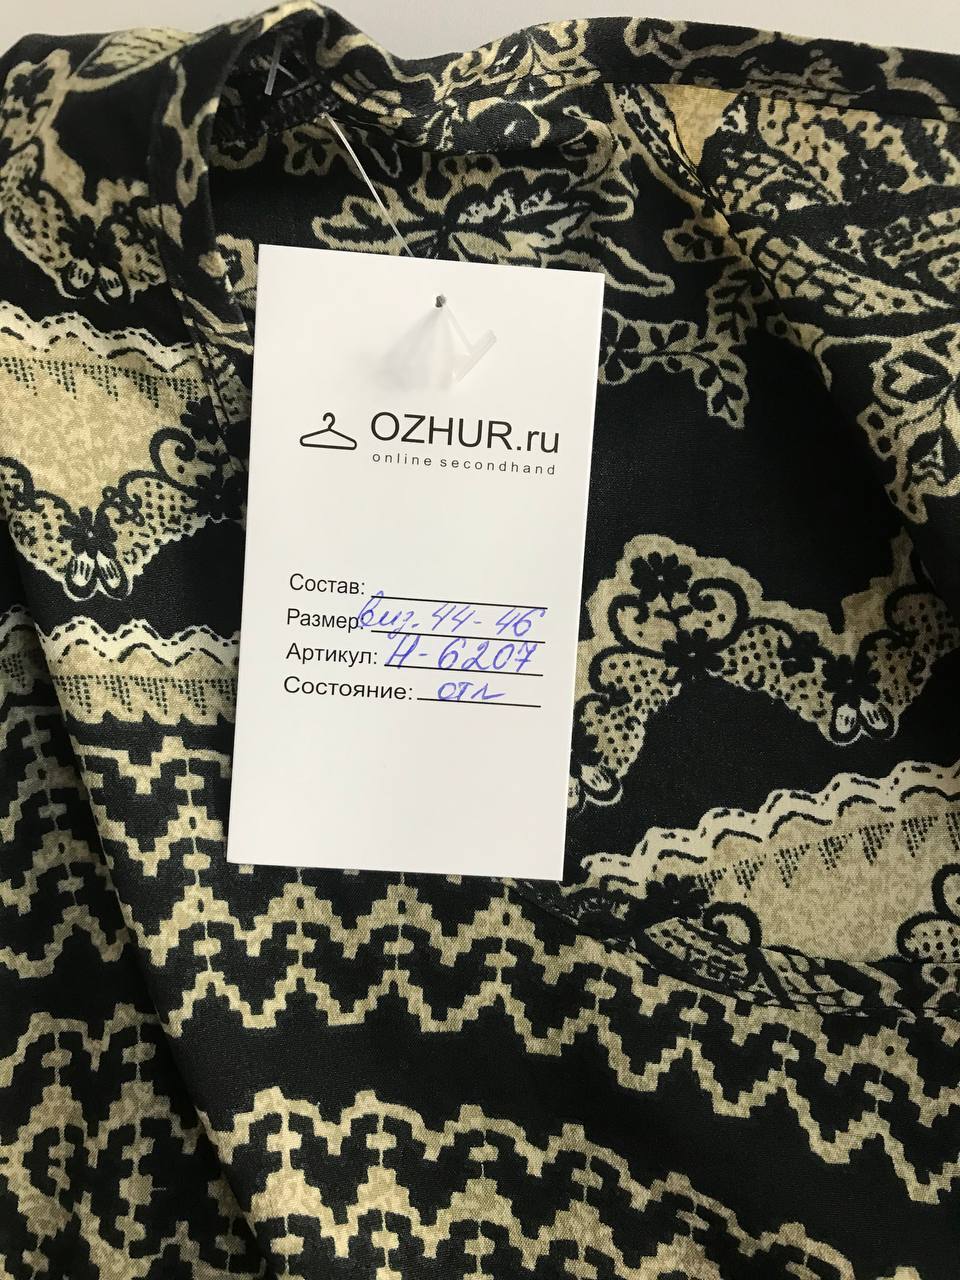 OZHUR.ru
online secondhand
Состав:
Размер: виз. 44-46
Артикул: Н-6207
Состояние: отл